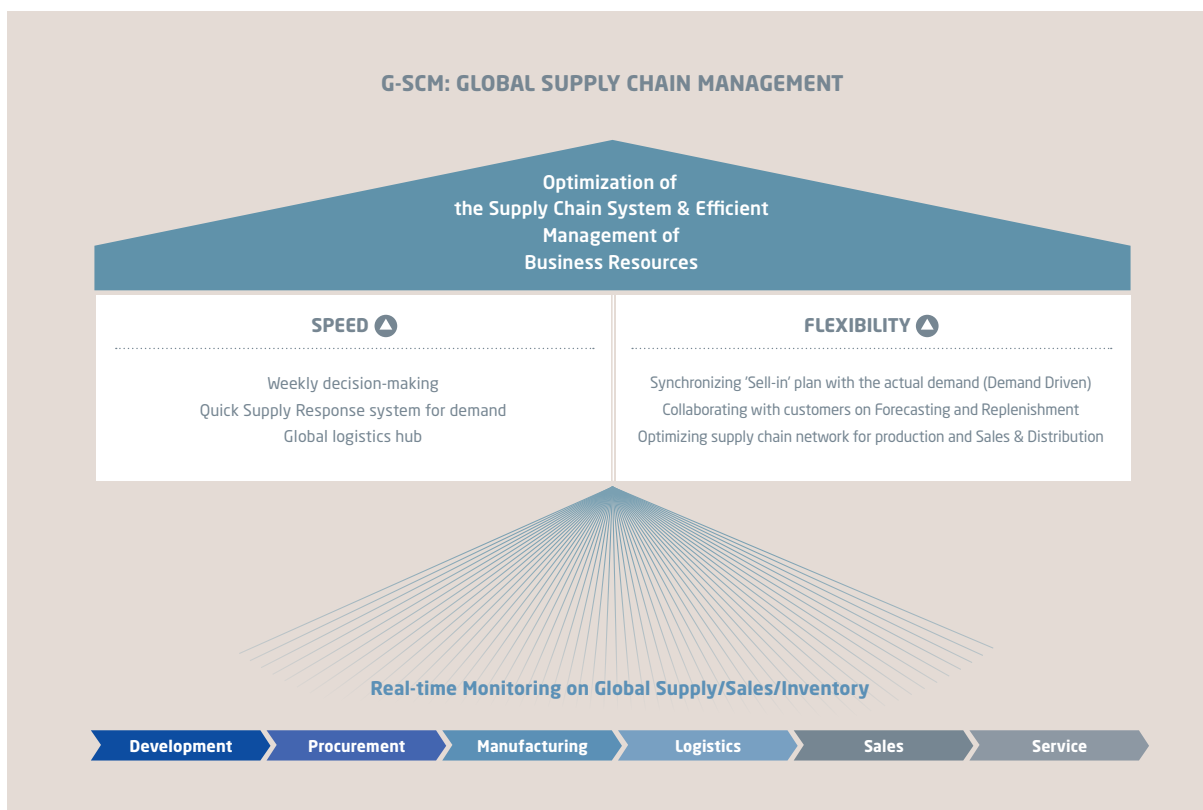 G-SCM: GLOBAL SUPPLY CHAIN MANAGEMENT
Optimization of
the Supply Chain System & Efficient
Management of
Business Resources
SPEED
Weekly decision-making
Quick Supply Response system for demand
Global logistics hub
FLEXIBILITY
Synchronizing 'Sell-in' plan with the actual demand (Demand Driven)
Collaborating with customers on Forecasting and Replenishment
Optimizing supply chain network for production and Sales & Distribution
Real-time Monitoring on Global Supply/Sales/Inventory
Development
Procurement
Manufacturing
Logistics
Sales
Service